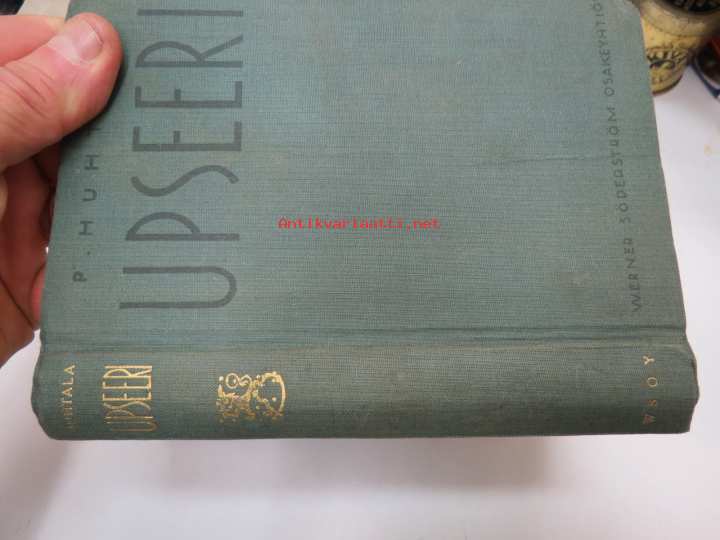 P. HUH
UPSEERI
WERNER SÖDERSTRÖM OSAKEYHTIÖ
Antikvariaatti.net
UPSEERI
WSOY